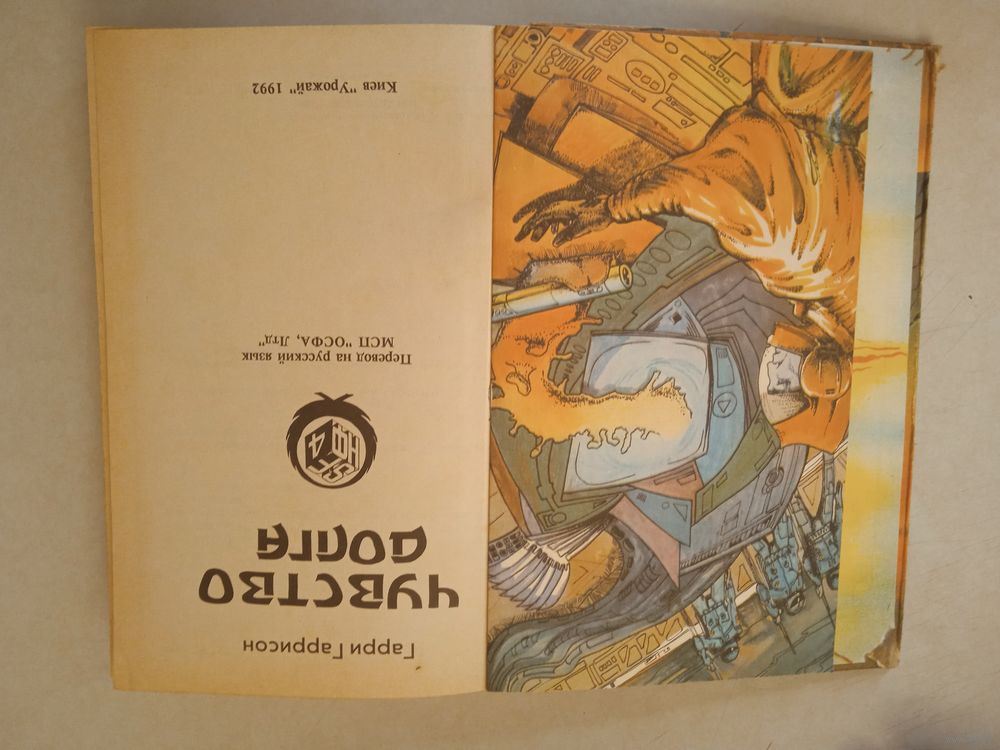 Гарри Гаррисон
ЧУВСТВО
ДОЛГА
Перевод на русский язык
МСП "ОСФА, Лтд"
Киев "Урожай" 1992